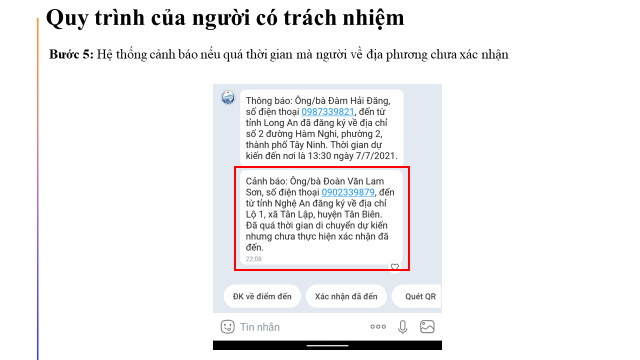 Quy trình của người có trách nhiệm
Bước 5: Hệ thống cảnh báo nếu quá thời gian mà người về địa phương chưa xác nhận
Thông báo: Ông/bà Đàm Hải Đăng,
số điện thoại 0987339821, đến từ
tỉnh Long An đã đăng ký về địa chỉ
số 2 đường Hàm Nghi, phường 2,
thành phố Tây Ninh. Thời gian dự
kiến đến nơi là 13:30 ngày 7/7/2021.
Cảnh báo: Ông/bà Đoàn Văn Lam
Sơn, số điện thoại 0902339879, đến
từ tỉnh Nghệ An đăng ký về địa chỉ
Lộ 1, xã Tân Lập, huyện Tân Biên.
Đã quá thời gian di chuyển dự kiến
nhưng chưa thực hiện xác nhận đã
đến.
22:08
ĐK về điểm đến Xác nhận đã đến Quét QR
Tin nhắn